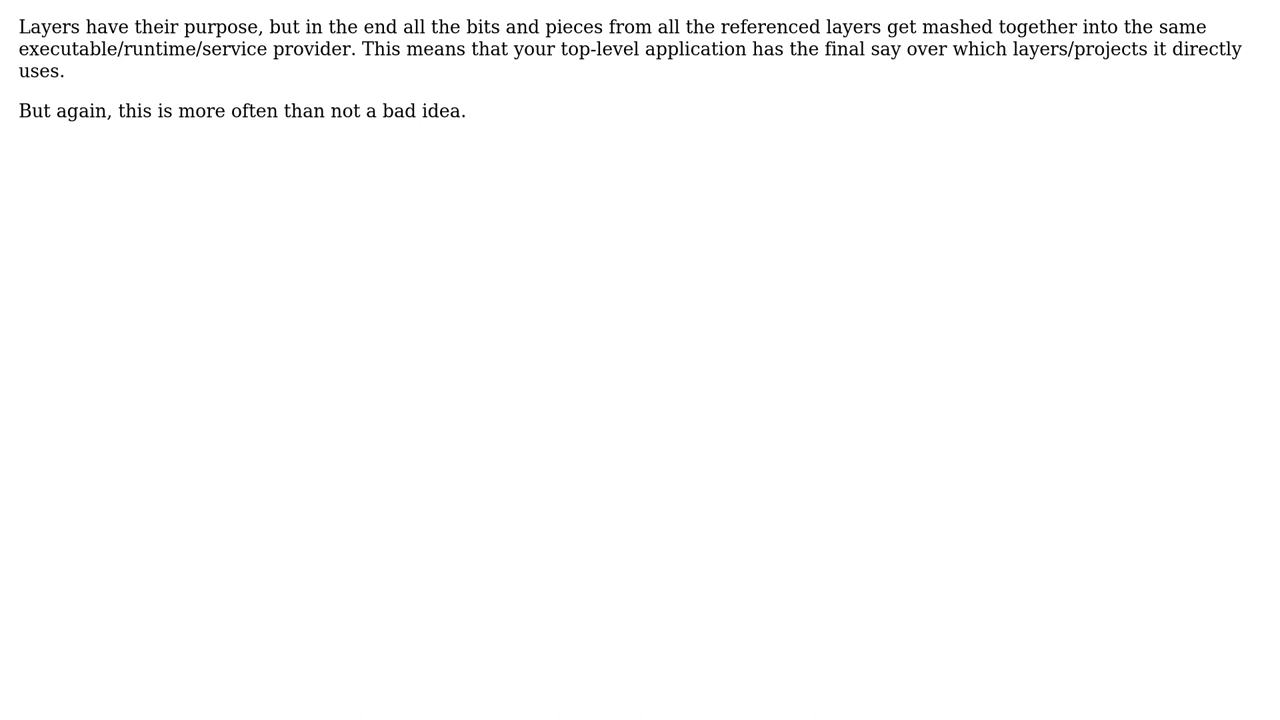 Layers have their purpose, but in the end all the bits and pieces from all the referenced layers get mashed together into the same
executable/runtime/service provider. This means that your top-level application has the final say over which layers/projects it directly
uses.
But again, this is more often than not a bad idea.